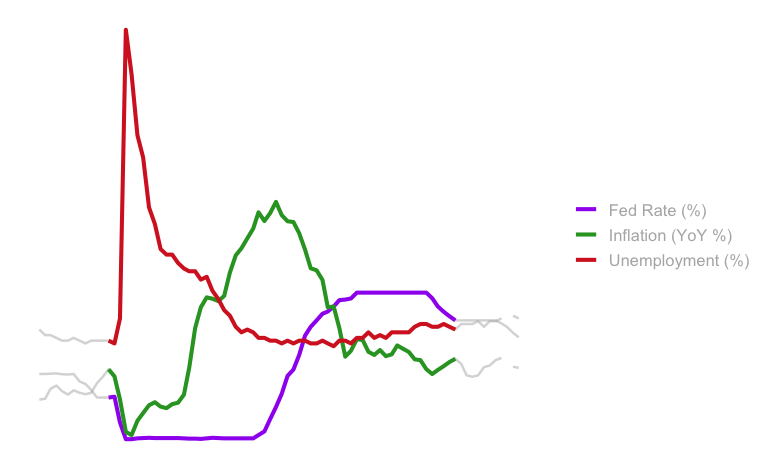 Fed Rate (%)
Inflation (YoY %)
Unemployment (%)